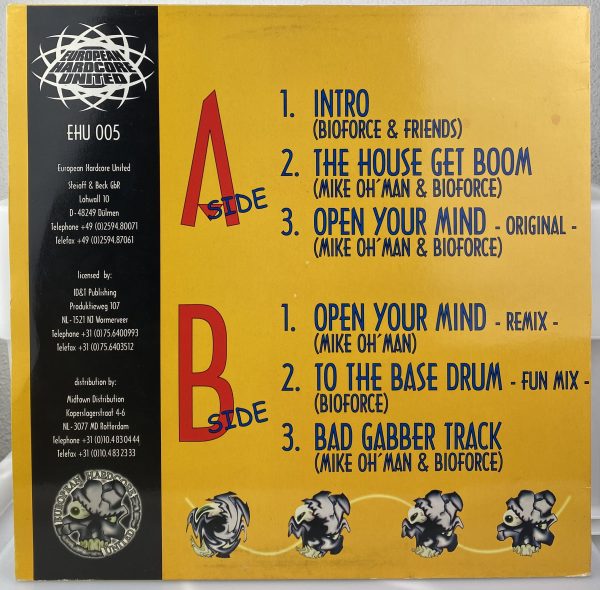 EUROPEAN
HARDCORE
UNITED
EHU 005
European Hardcore United
Steioff & Beck GbR
Lohwall 10
D - 48249 Dülmen
Telephone +49 (0)2594.80071
Telefax +49 (0)2594.87061
licensed by:
ID&T Publishing
Produktieweg 107
NL - 1521 NJ Wormerveer
Telephone +31 (0)75.6400993
Telefax +31 (0)75.6403512
distribution by:
Midtown Distribution
Koperslagerstraat 4-6
NL - 3077 MD Rotterdam
Telephone +31 (0)10.4830444
Telefax +31 (0)10.4832333
EUROPEAN HARDCORE
UNITED
A SIDE
1. INTRO
(BIOFORCE & FRIENDS)
2. THE HOUSE GET BOOM
(MIKE OH´MAN & BIOFORCE)
3. OPEN YOUR MIND - ORIGINAL -
(MIKE OH´MAN & BIOFORCE)
B SIDE
1. OPEN YOUR MIND - REMIX -
(MIKE OH´MAN)
2. TO THE BASE DRUM - FUN MIX -
(BIOFORCE)
3. BAD GABBER TRACK
(MIKE OH´MAN & BIOFORCE)